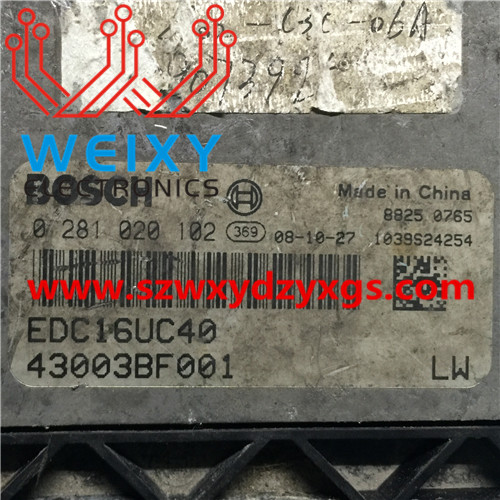 WEIXY
ELECTRONICS
BOSCH
Made in China
8825 0765
0 281 020 102 369 08-10-27 1039S24254
www.szwxydzyxgs.com
EDC16UC40
43003BF001 LW